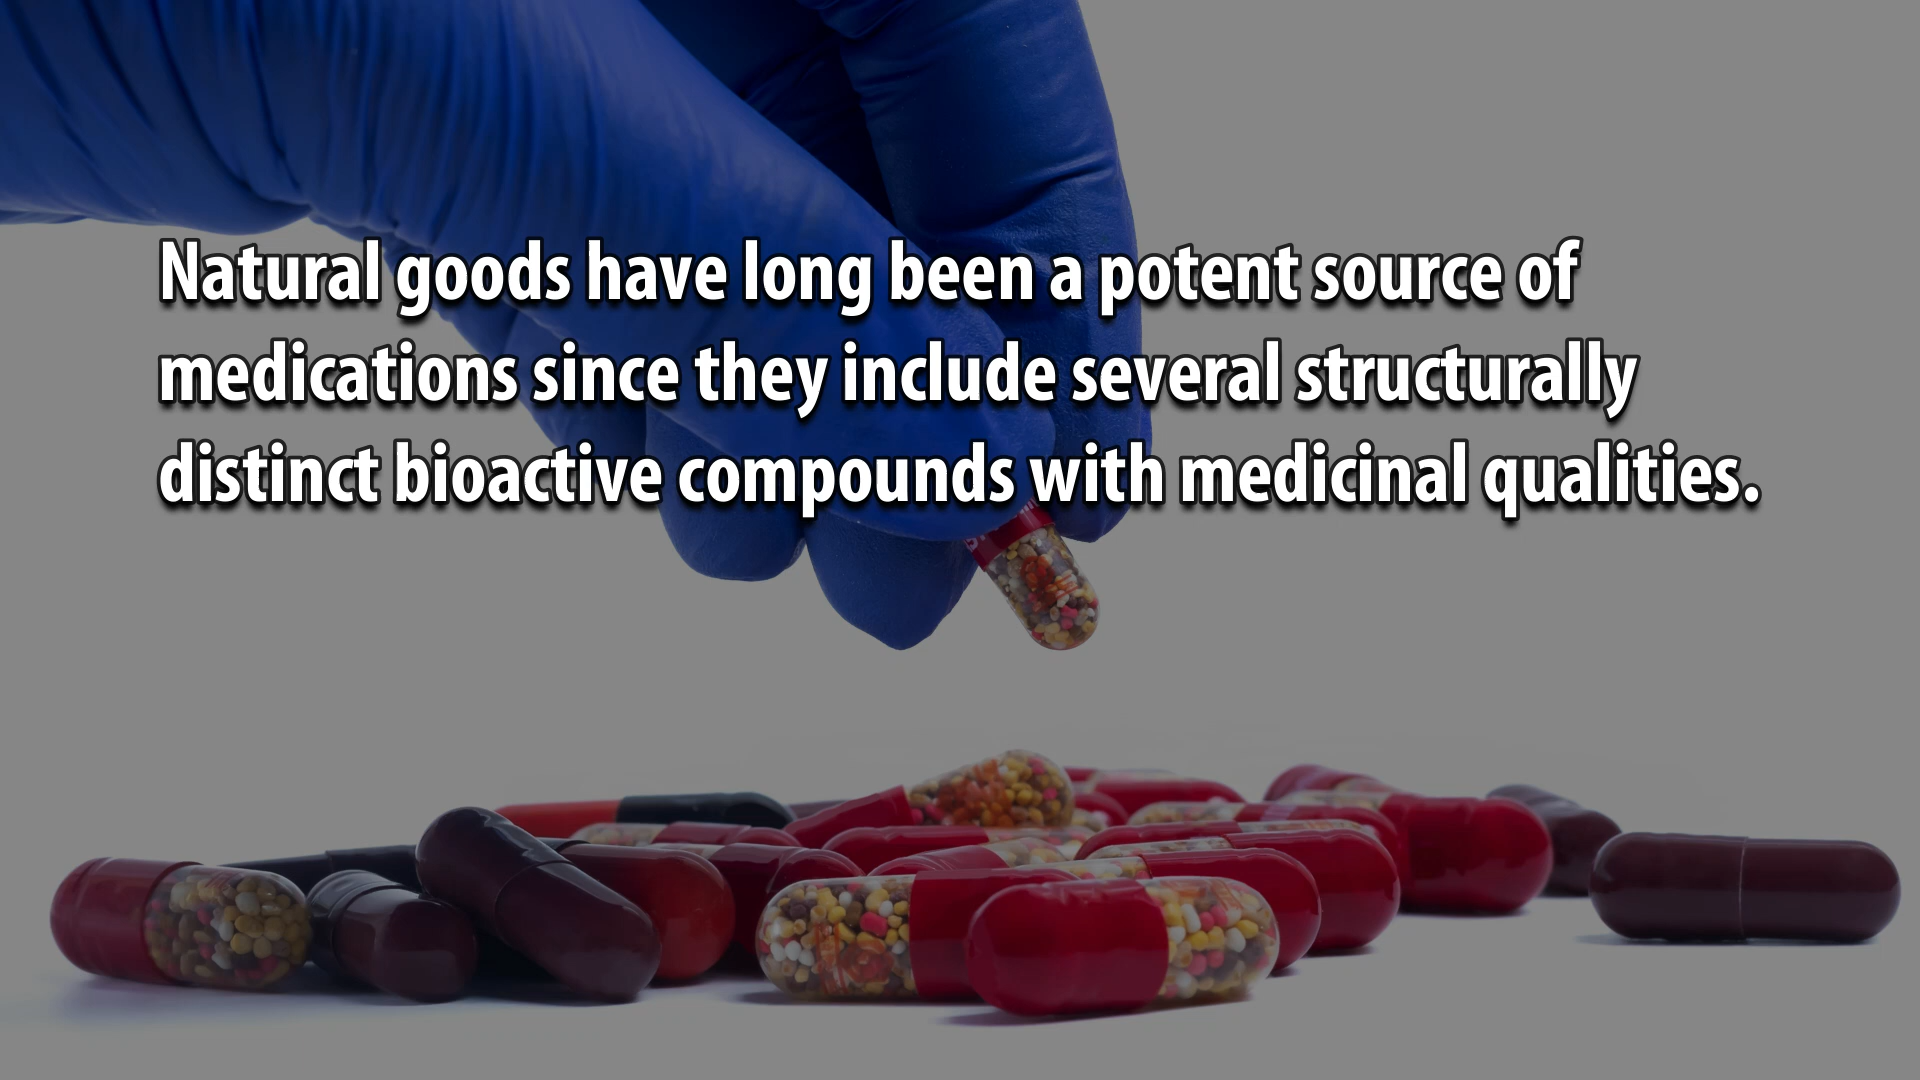 Natural goods have long been a potent source of
medications since they include several structurally
distinct bioactive compounds with medicinal qualities.